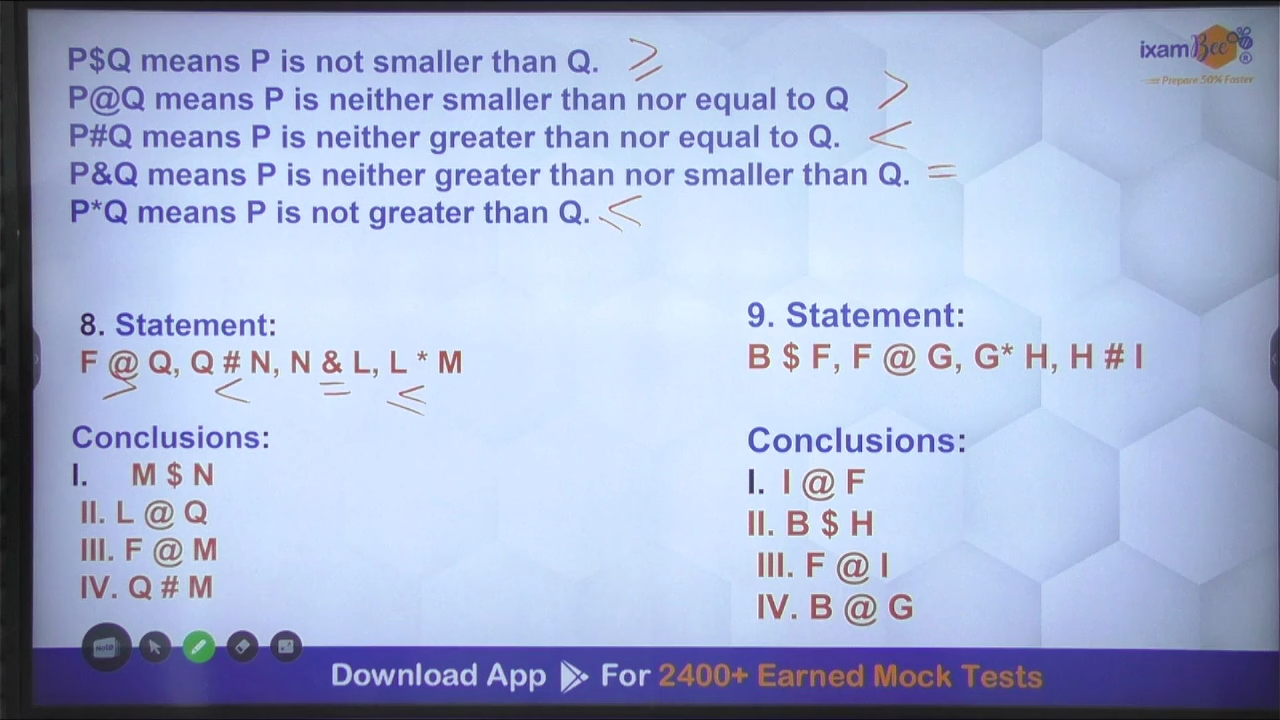 P$Q means P is not smaller than Q. ≥
P@Q means P is neither smaller than nor equal to Q >
P#Q means P is neither greater than nor equal to Q. <
P&Q means P is neither greater than nor smaller than Q. =
P*Q means P is not greater than Q. ≤
ixamBee
Prepare 50% Faster
8. Statement:
F @ Q, Q # N, N & L, L * M
> < = ≤
Conclusions:
I. M $ N
II. L @ Q
III. F @ M
IV. Q # M
9. Statement:
B $ F, F @ G, G* H, H # I
Conclusions:
I. I @ F
II. B $ H
III. F @ I
IV. B @ G
Download App For 2400+ Earned Mock Tests